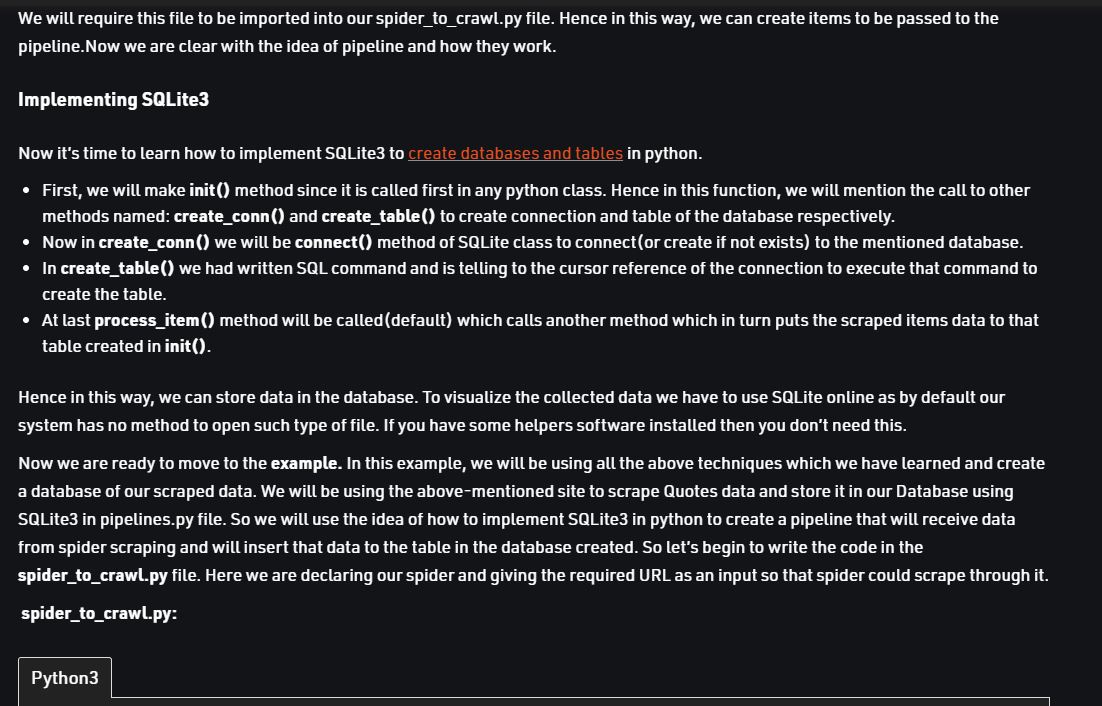 We will require this file to be imported into our spider_to_crawl.py file. Hence in this way, we can create items to be passed to the
pipeline.Now we are clear with the idea of pipeline and how they work.
Implementing SQLite3
Now it's time to learn how to implement SQLite3 to create databases and tables in python.
• First, we will make init() method since it is called first in any python class. Hence in this function, we will mention the call to other
methods named: create_conn() and create_table() to create connection and table of the database respectively.
• Now in create_conn() we will be connect() method of SQLite class to connect(or create if not exists) to the mentioned database.
• In create_table() we had written SQL command and is telling to the cursor reference of the connection to execute that command to
create the table.
• At last process_item() method will be called(default) which calls another method which in turn puts the scraped items data to that
table created in init().
Hence in this way, we can store data in the database. To visualize the collected data we have to use SQLite online as by default our
system has no method to open such type of file. If you have some helpers software installed then you don't need this.
Now we are ready to move to the example. In this example, we will be using all the above techniques which we have learned and create
a database of our scraped data. We will be using the above-mentioned site to scrape Quotes data and store it in our Database using
SQLite3 in pipelines.py file. So we will use the idea of how to implement SQLite3 in python to create a pipeline that will receive data
from spider scraping and will insert that data to the table in the database created. So let's begin to write the code in the
spider_to_crawl.py file. Here we are declaring our spider and giving the required URL as an input so that spider could scrape through it.
spider_to_crawl.py:
Python3